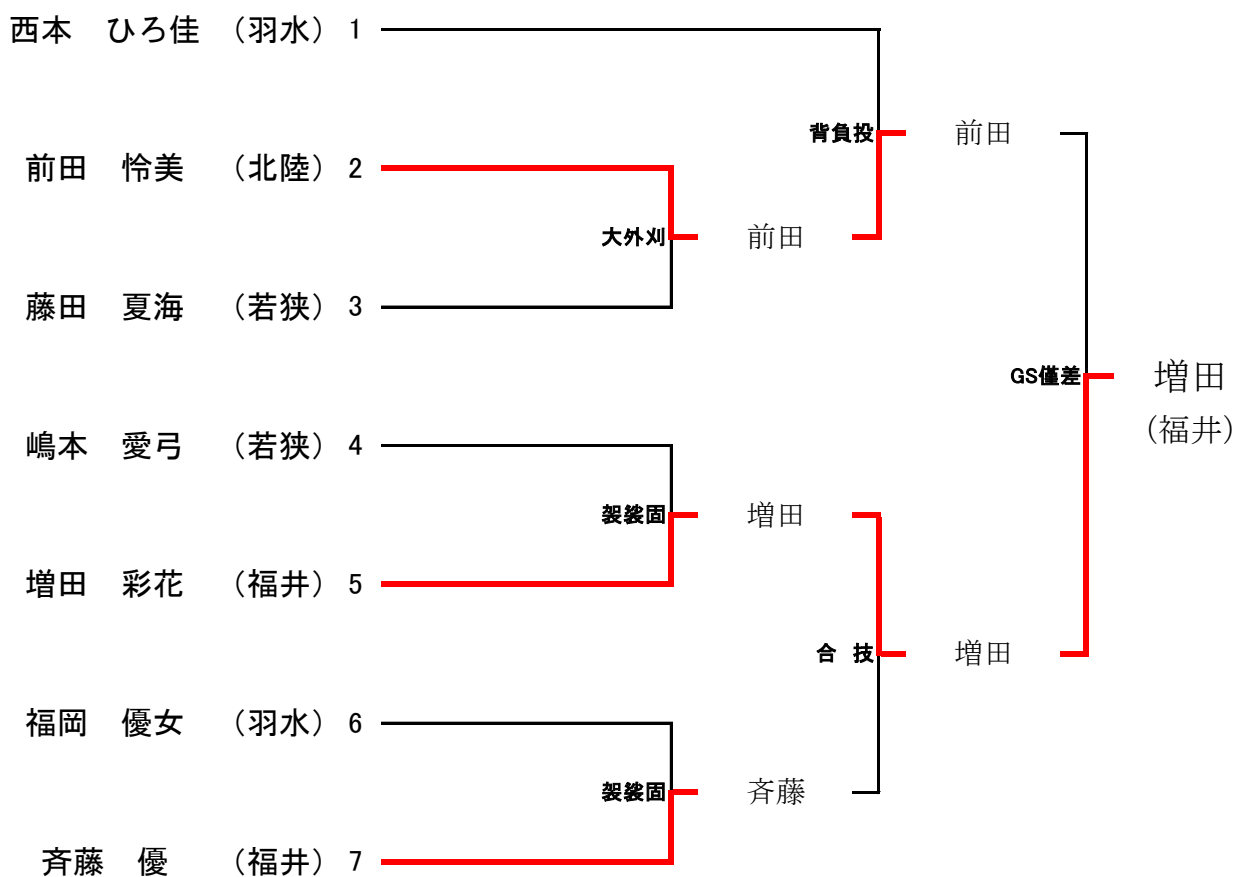 西本　ひろ佳　（羽水）　1
背負投　前田
前田　怜美　（北陸）　2
大外刈　前田
藤田　夏海　（若狭）　3
GS僅差　増田
（福井）
嶋本　愛弓　（若狭）　4
袈裟固　増田
増田　彩花　（福井）　5
合　技　増田
福岡　優女　（羽水）　6
袈裟固　斉藤
斉藤　優　（福井）　7